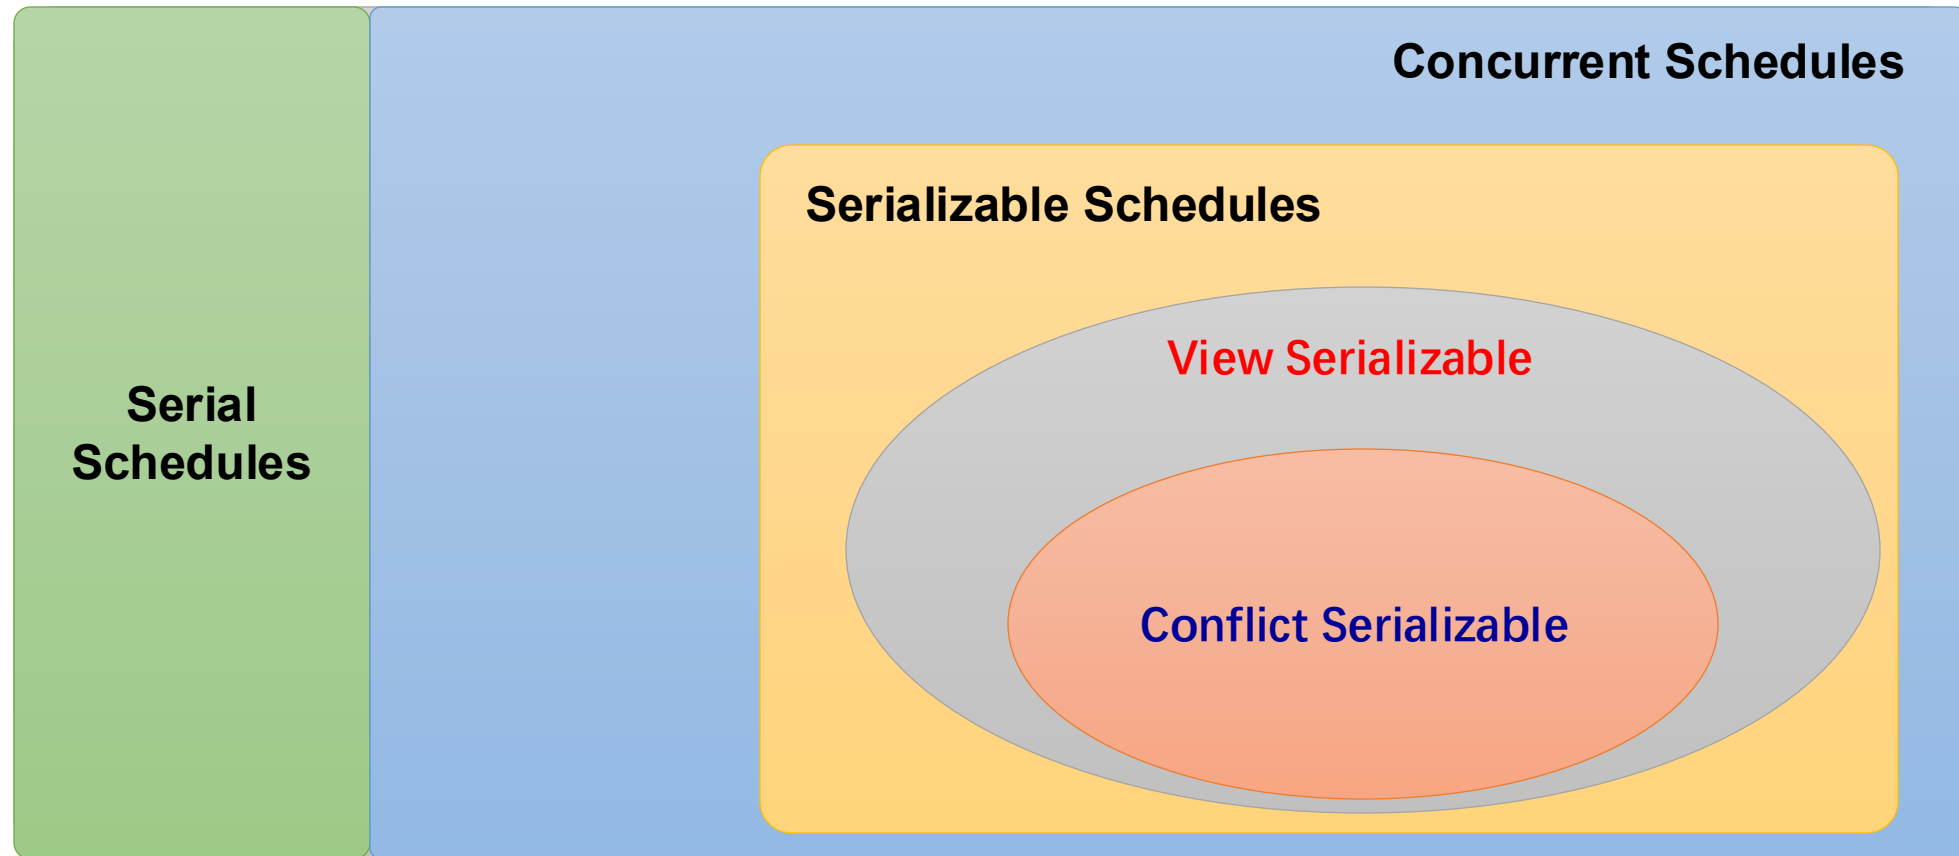 Concurrent Schedules
Serializable Schedules
View Serializable
Serial
Schedules
Conflict Serializable